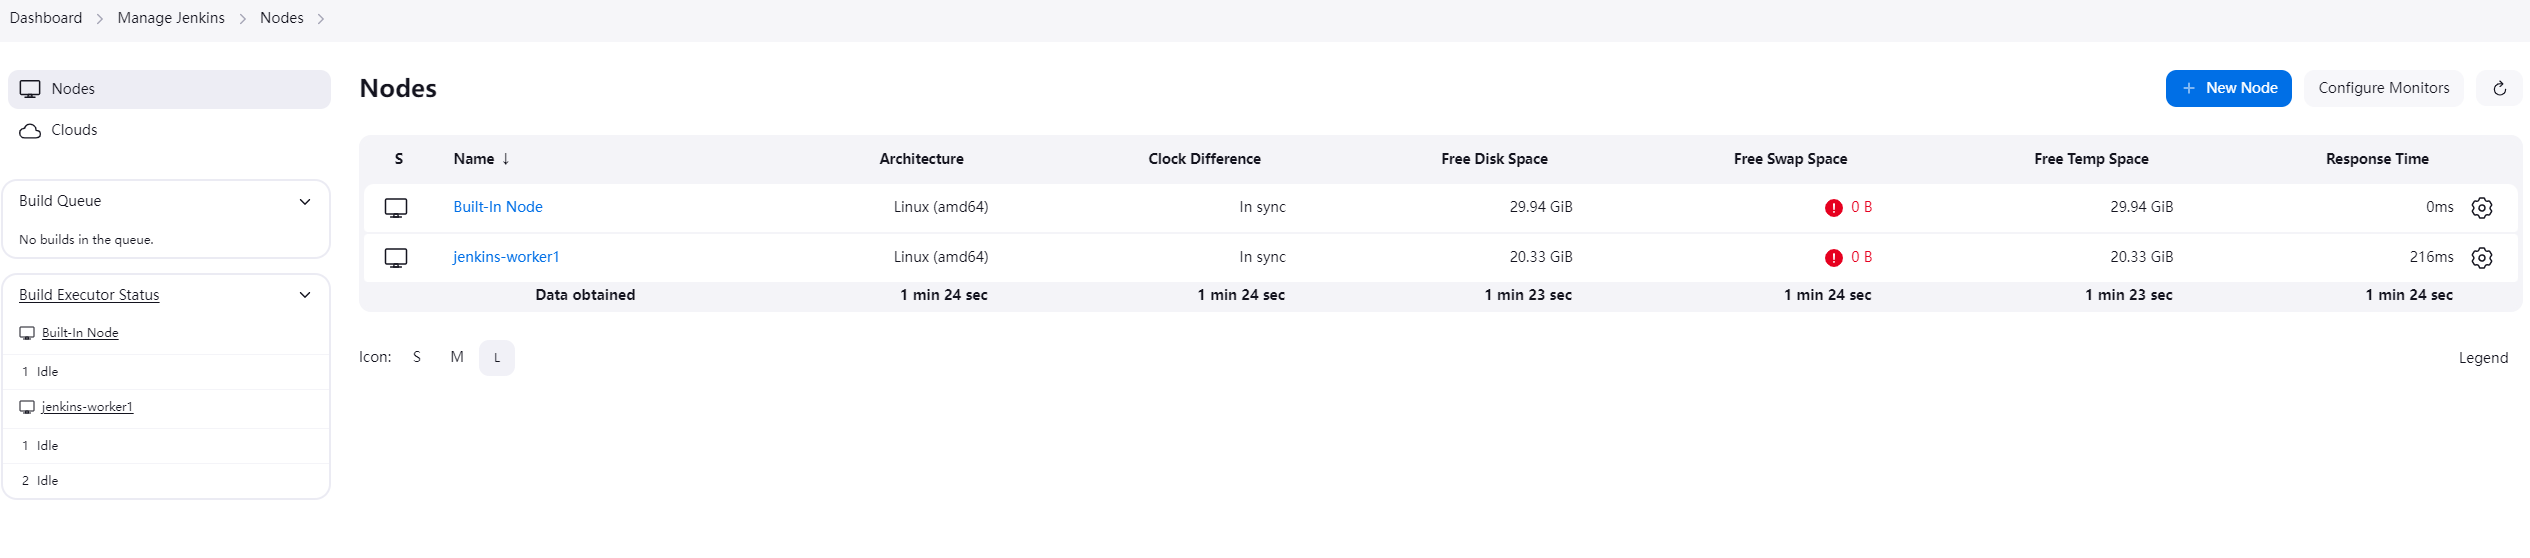 Dashboard > Manage Jenkins > Nodes >
Nodes
Clouds
Build Queue
No builds in the queue.
Build Executor Status
Built-In Node
1 Idle
jenkins-worker1
1 Idle
2 Idle
Nodes
+ New Node
Configure Monitors
S Name ↓ Architecture Clock Difference Free Disk Space Free Swap Space Free Temp Space Response Time
Built-In Node Linux (amd64) In sync 29.94 GiB 0 B 29.94 GiB 0ms
jenkins-worker1 Linux (amd64) In sync 20.33 GiB 0 B 20.33 GiB 216ms
Data obtained 1 min 24 sec 1 min 24 sec 1 min 23 sec 1 min 24 sec 1 min 23 sec 1 min 24 sec
Icon: S M L
Legend